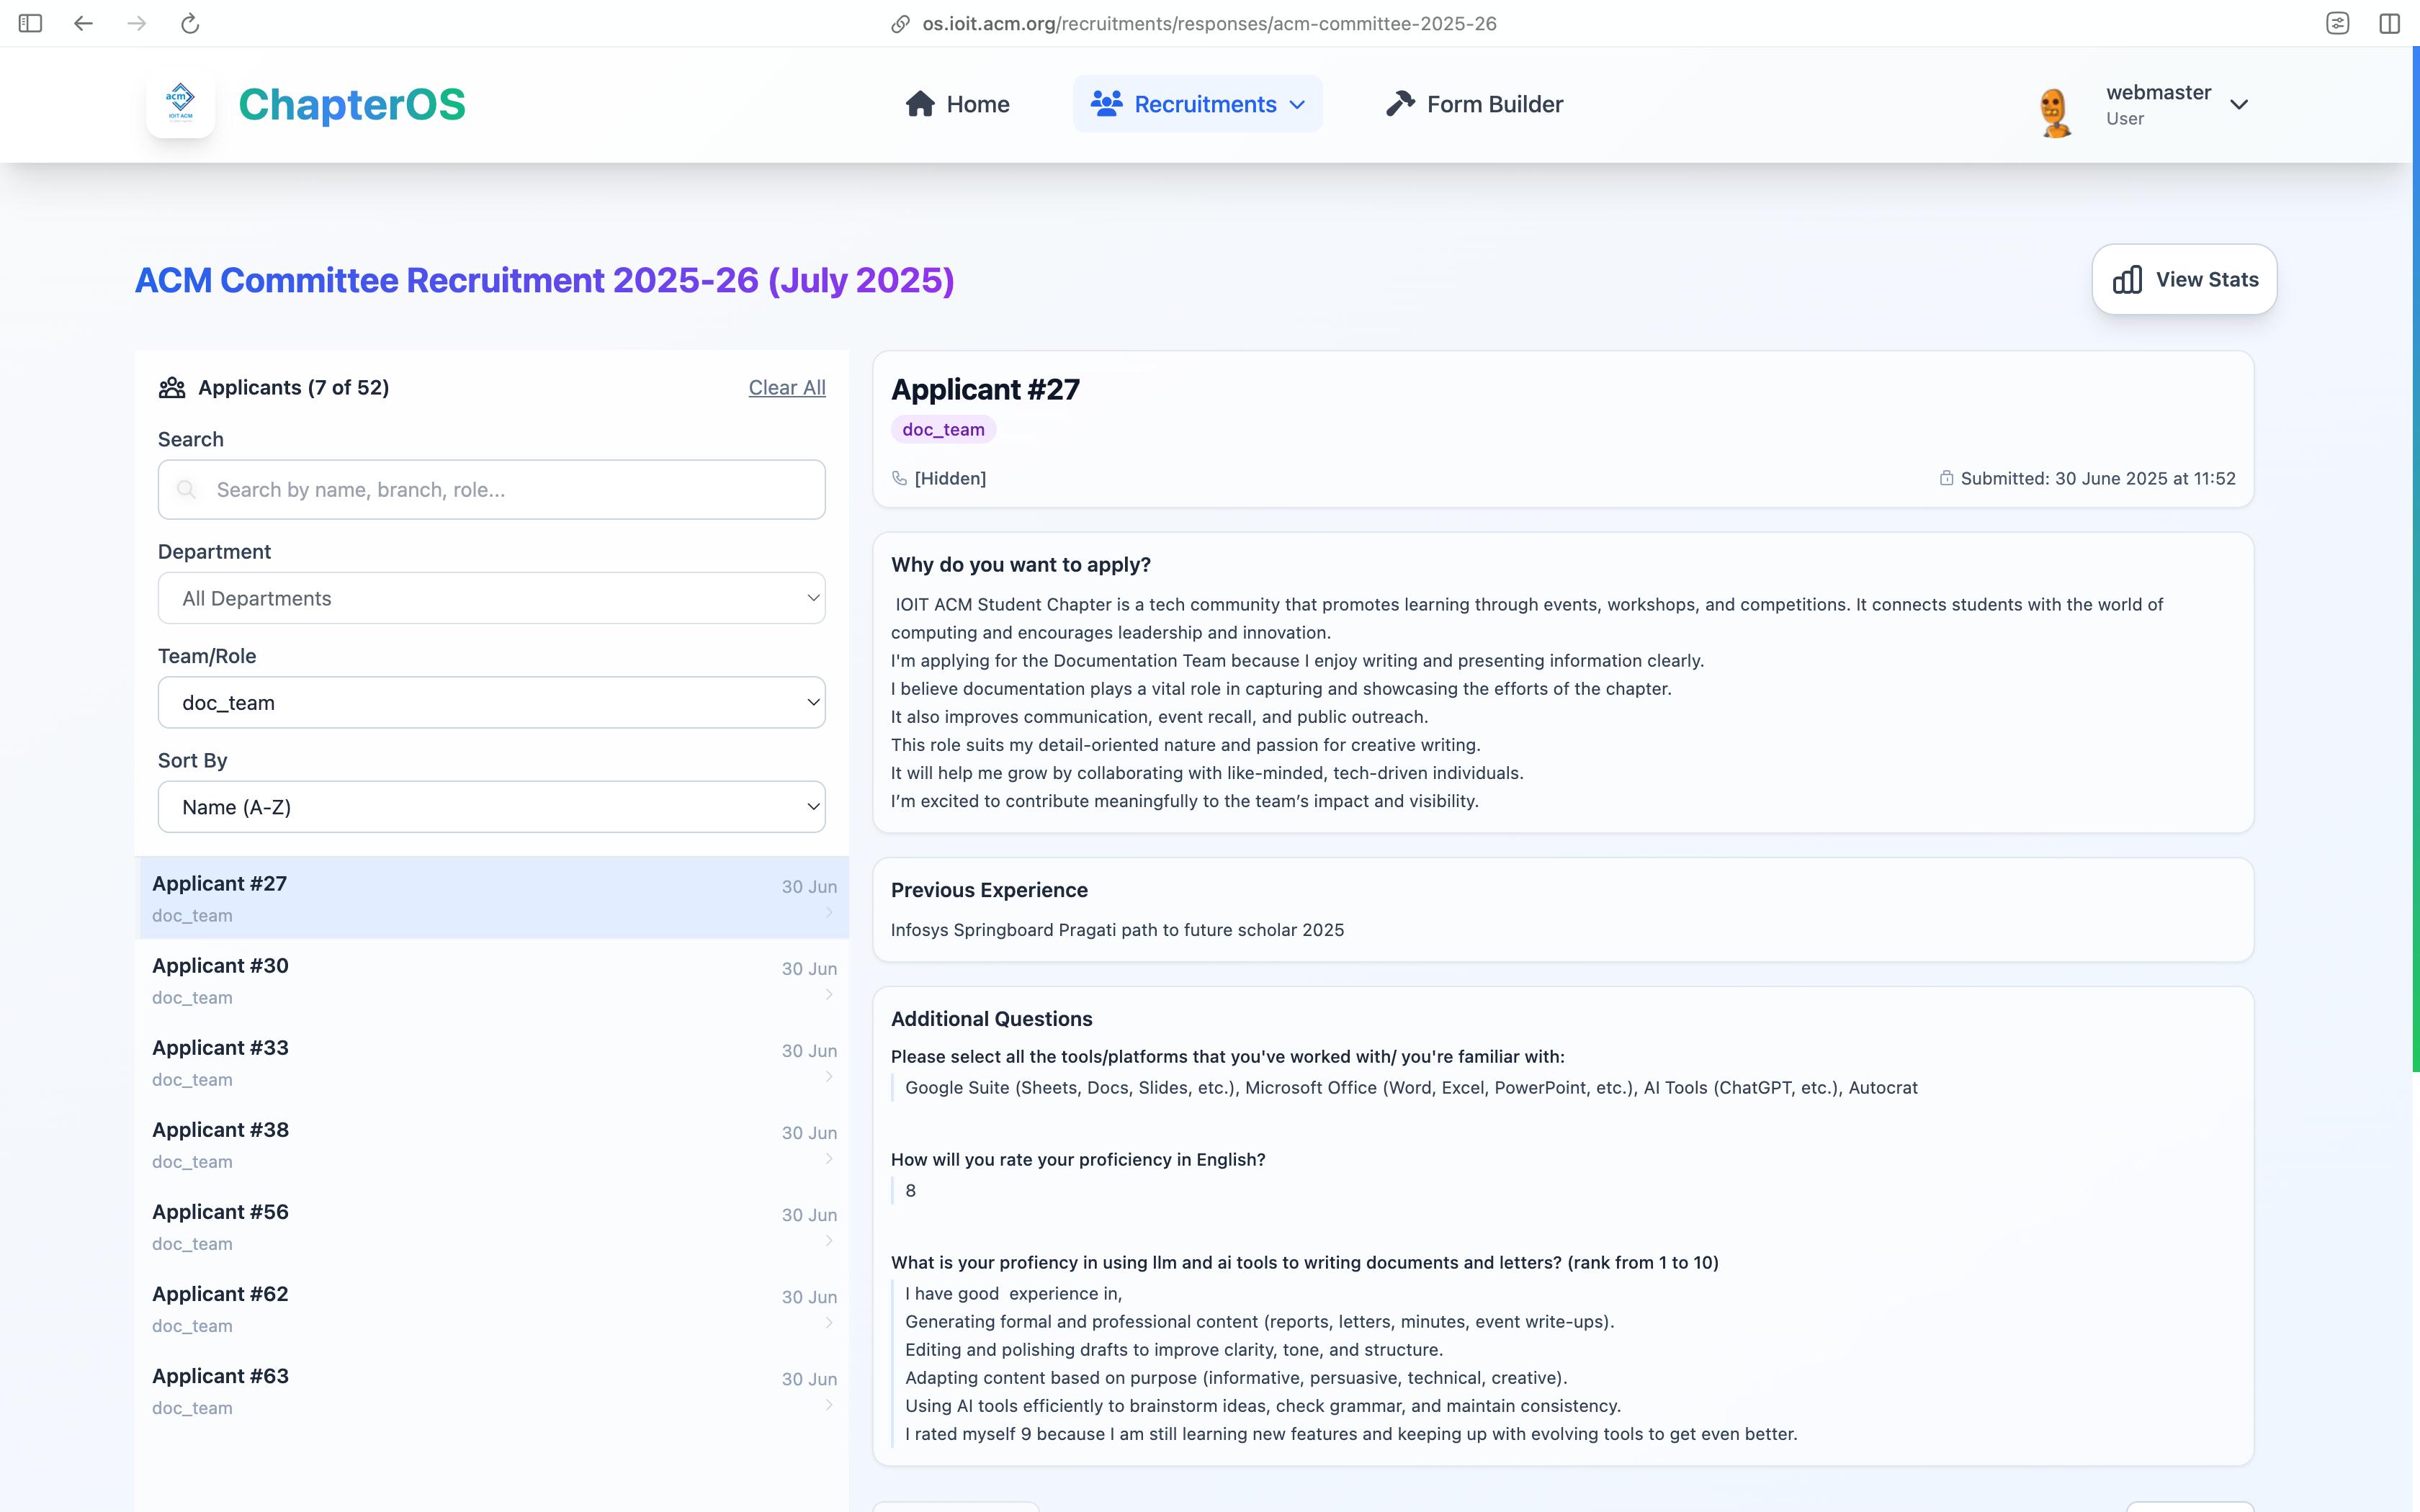 os.ioit.acm.org/recruitments/responses/acm-committee-2025-26
acm
IOIT ACM
ChapterOS
Home
Recruitments
Form Builder
webmaster
User
ACM Committee Recruitment 2025-26 (July 2025)
View Stats
Applicants (7 of 52)
Clear All
Search
Search by name, branch, role...
Department
All Departments
Team/Role
doc_team
Sort By
Name (A-Z)
Applicant #27
30 Jun
doc_team
Applicant #30
30 Jun
doc_team
Applicant #33
30 Jun
doc_team
Applicant #38
30 Jun
doc_team
Applicant #56
30 Jun
doc_team
Applicant #62
30 Jun
doc_team
Applicant #63
30 Jun
doc_team
Applicant #27
doc_team
[Hidden]
Submitted: 30 June 2025 at 11:52
Why do you want to apply?
IOIT ACM Student Chapter is a tech community that promotes learning through events, workshops, and competitions. It connects students with the world of
computing and encourages leadership and innovation.
I'm applying for the Documentation Team because I enjoy writing and presenting information clearly.
I believe documentation plays a vital role in capturing and showcasing the efforts of the chapter.
It also improves communication, event recall, and public outreach.
This role suits my detail-oriented nature and passion for creative writing.
It will help me grow by collaborating with like-minded, tech-driven individuals.
I’m excited to contribute meaningfully to the team’s impact and visibility.
Previous Experience
Infosys Springboard Pragati path to future scholar 2025
Additional Questions
Please select all the tools/platforms that you've worked with/ you're familiar with:
Google Suite (Sheets, Docs, Slides, etc.), Microsoft Office (Word, Excel, PowerPoint, etc.), AI Tools (ChatGPT, etc.), Autocrat
How will you rate your proficiency in English?
8
What is your profiency in using llm and ai tools to writing documents and letters? (rank from 1 to 10)
I have good  experience in,
Generating formal and professional content (reports, letters, minutes, event write-ups).
Editing and polishing drafts to improve clarity, tone, and structure.
Adapting content based on purpose (informative, persuasive, technical, creative).
Using AI tools efficiently to brainstorm ideas, check grammar, and maintain consistency.
I rated myself 9 because I am still learning new features and keeping up with evolving tools to get even better.